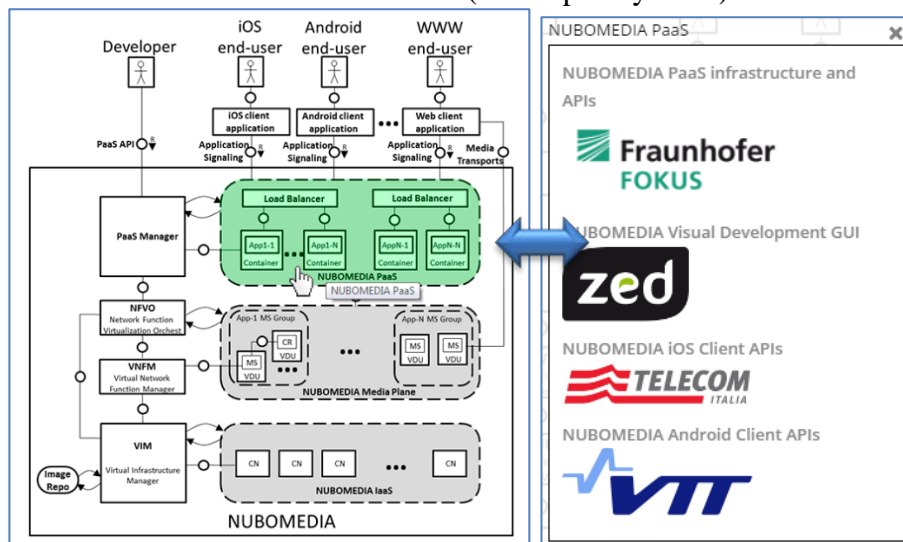 iOS
end-user
Android
end-user
WWW
end-user
Developer
iOS client
application
Android client
application
•••
Web client
application
PaaS API
R
Application
Signaling
R
Application
Signaling
R
Application
Signaling
R
Media
Transports
PaaS Manager
Load Balancer
Load Balancer
App1-1
Container
•••
App1-N
Container
AppN-1
Container
AppN-N
Container
NUBOMEDIA PaaS
NUBOMEDIA PaaS
NFVO
Network Function
Virtualization Orchest
VNFM
Virtual Network
Function Manager
App-1 MS Group
CR
VDU
MS
VDU
•••
•••
App-N MS Group
MS
VDU
MS
VDU
NUBOMEDIA Media Plane
VIM
Virtual Infrastructure
Manager
Image
Repo
CN
CN
CN
•••
CN
NUBOMEDIA IaaS
NUBOMEDIA
NUBOMEDIA PaaS
×
NUBOMEDIA PaaS infrastructure and
APIs
Fraunhofer
FOKUS
NUBOMEDIA Visual Development GUI
zed
NUBOMEDIA iOS Client APIs
TELECOM
ITALIA
NUBOMEDIA Android Client APIs
VTT